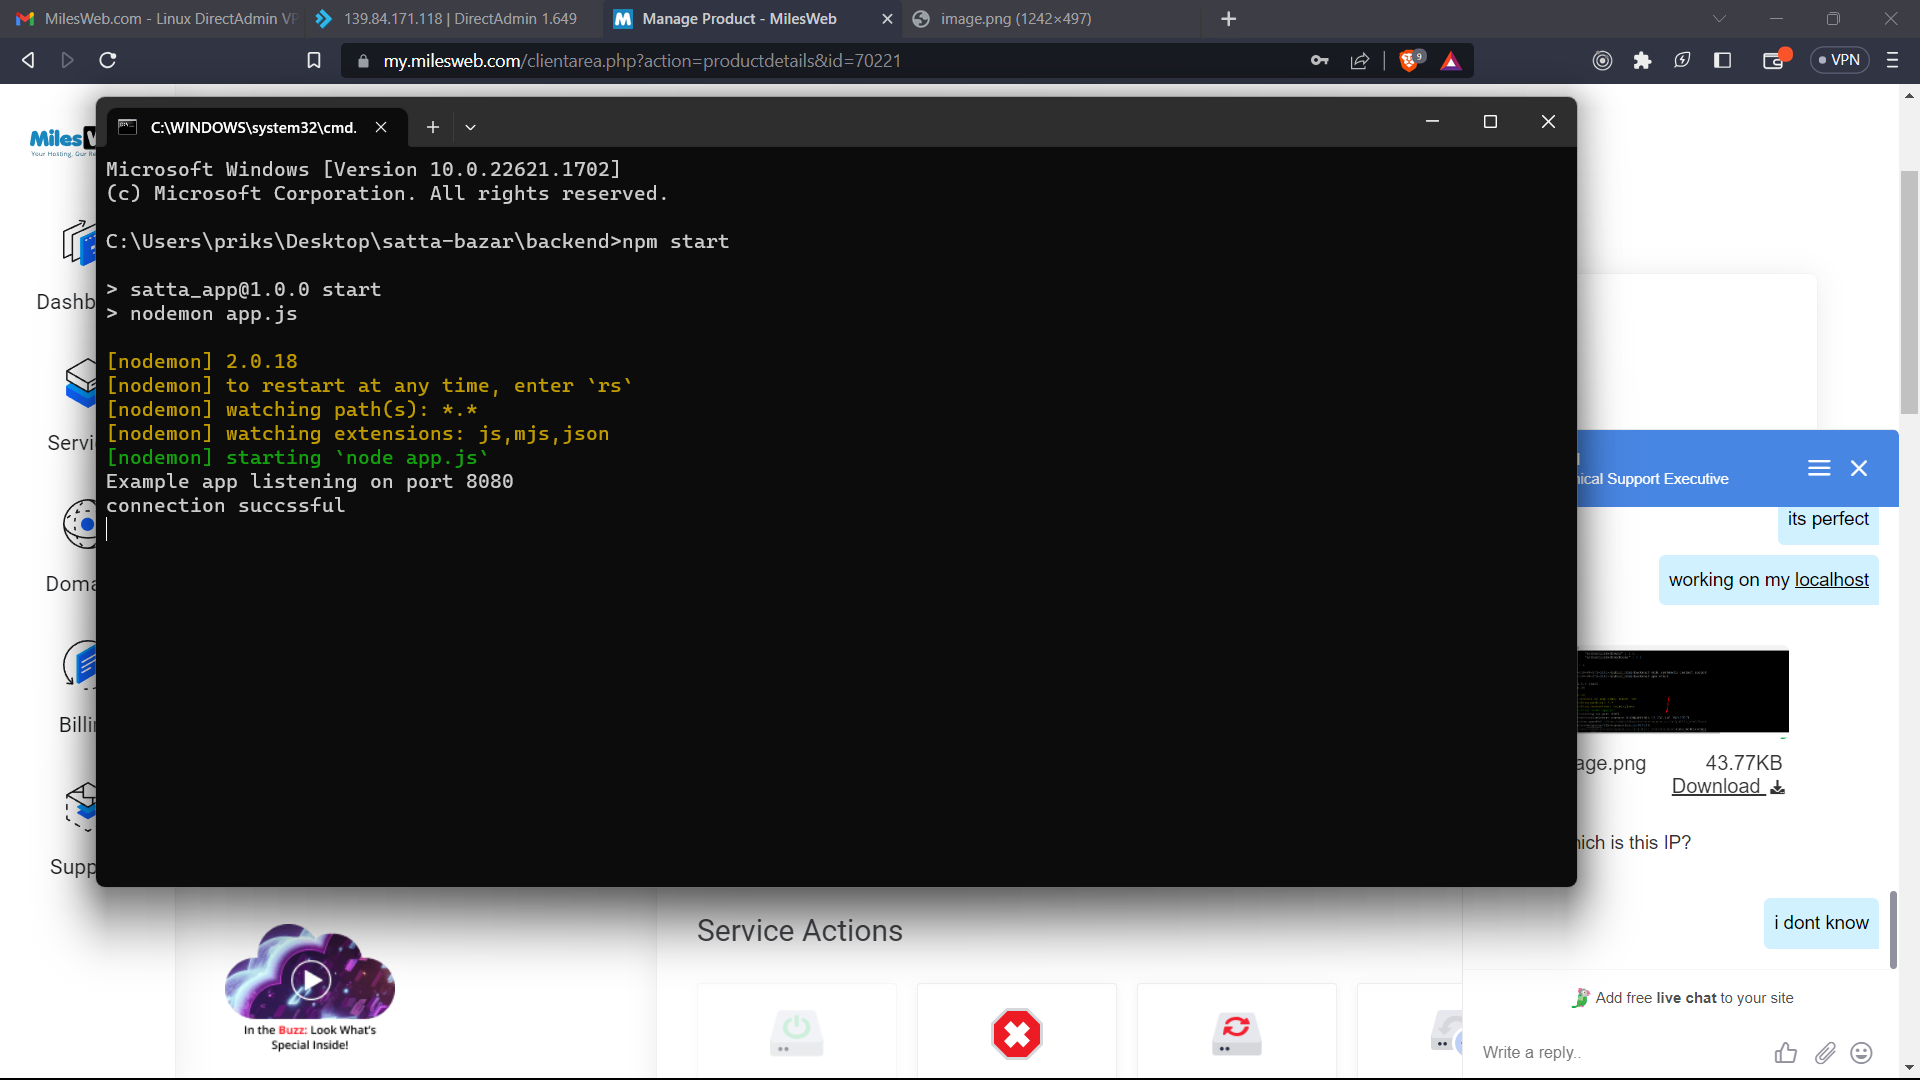 MilesWeb.com - Linux DirectAdmin VP
139.84.171.118 | DirectAdmin 1.649
Manage Product - MilesWeb
image.png (1242×497)
my.milesweb.com/clientarea.php?action=productdetails&id=70221
9
VPN
Miles W
Your Hosting, Our Re
Dashb
Servi
Doma
Billin
Supp
C:\WINDOWS\system32\cmd.
Microsoft Windows [Version 10.0.22621.1702]
(c) Microsoft Corporation. All rights reserved.
C:\Users\priks\Desktop\satta-bazar\backend>npm start
> satta_app@1.0.0 start
> nodemon app.js
[nodemon] 2.0.18
[nodemon] to restart at any time, enter `rs`
[nodemon] watching path(s): *.*
[nodemon] watching extensions: js,mjs,json
[nodemon] starting `node app.js`
Example app listening on port 8080
connection succssful
ical Support Executive
its perfect
working on my localhost
age.png 43.77KB
Download
ich is this IP?
i dont know
Add free live chat to your site
Write a reply..
In the Buzz: Look What's
Special Inside!
Service Actions